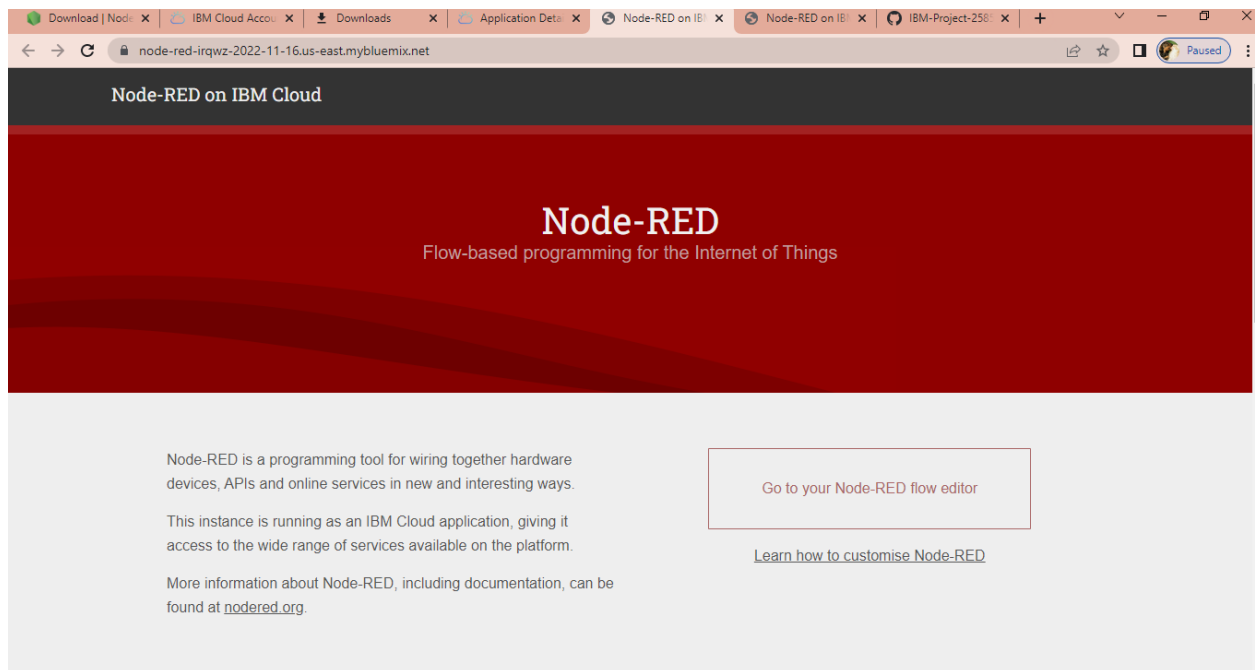 Download | Node
IBM Cloud Accou
Downloads
Application Deta
Node-RED on IB
Node-RED on IB
IBM-Project-258
node-red-irqwz-2022-11-16.us-east.mybluemix.net
Paused
Node-RED on IBM Cloud
Node-RED
Flow-based programming for the Internet of Things
Node-RED is a programming tool for wiring together hardware
devices, APIs and online services in new and interesting ways.
This instance is running as an IBM Cloud application, giving it
access to the wide range of services available on the platform.
More information about Node-RED, including documentation, can be
found at nodered.org.
Go to your Node-RED flow editor
Learn how to customise Node-RED